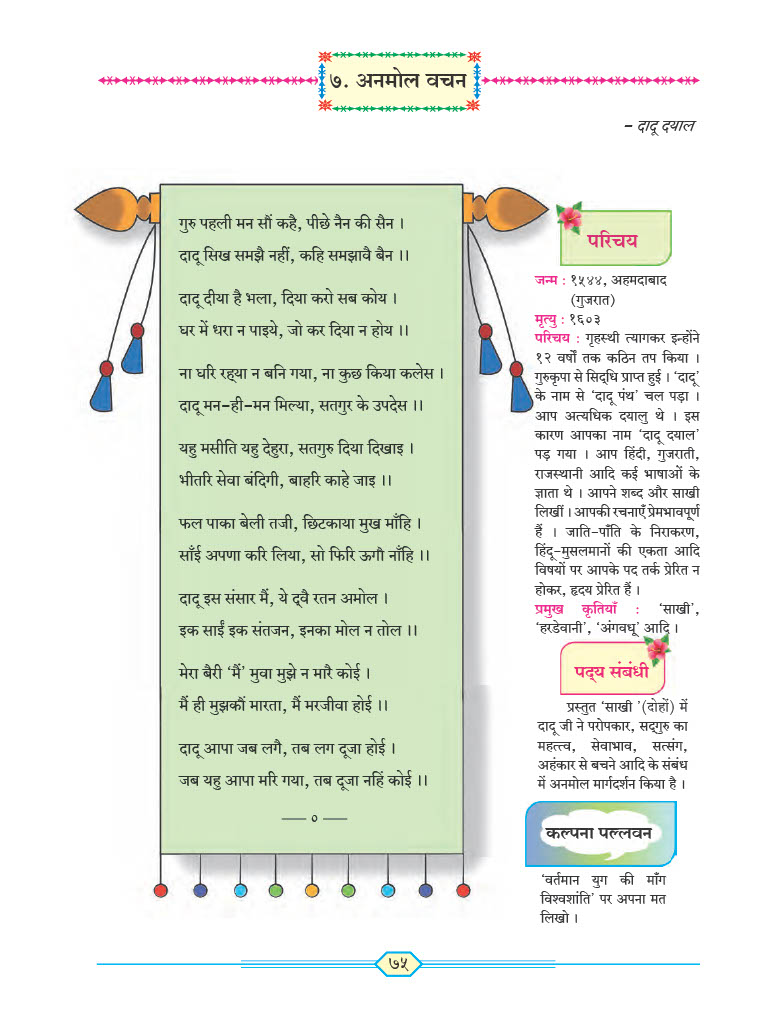 ७. अनमोल वचन
– दादू दयाल
गुरु पहली मन सौं कहै, पीछे नैन की सैन ।
दादू सिख समझै नहीं, कहि समझावै बैन ।।
दादू दीया है भला, दिया करो सब कोय ।
घर में धरा न पाइये, जो कर दिया न होय ।।
ना घरि रह्या न बनि गया, ना कुछ किया कलेस ।
दादू मन-ही-मन मिल्या, सतगुर के उपदेस ।।
यहु मसीति यहु देहुरा, सतगुरु दिया दिखाइ ।
भीतरि सेवा बंदिगी, बाहरि काहे जाइ ।।
फल पाका बेली तजी, छिटकाया मुख माँहि ।
साँई अपणा करि लिया, सो फिरि ऊगौ नाँहि ।।
दादू इस संसार मैं, ये द्‌वै रतन अमोल ।
इक साईं इक संतजन, इनका मोल न तोल ।।
मेरा बैरी ‘मैं’ मुवा मुझे न मारै कोई ।
मैं ही मुझकौं मारता, मैं मरजीवा होई ।।
दादू आपा जब लगै, तब लग दूजा होई ।
जब यहु आपा मरि गया, तब दूजा नहिं कोई ।।
— ० —
परिचय
जन्म : १५४४, अहमदाबाद
(गुजरात)
मृत्यु : १६०३
परिचय : गृहस्थी त्यागकर इन्होंने
१२ वर्षों तक कठिन तप किया ।
गुरुकृपा से सिद्‌धि प्राप्त हुई । ‘दादू’
के नाम से ‘दादू पंथ’ चल पड़ा ।
आप अत्यधिक दयालु थे । इस
कारण आपका नाम ‘दादू दयाल’
पड़ गया । आप हिंदी, गुजराती,
राजस्थानी आदि कई भाषाओं के
ज्ञाता थे । आपने शब्द और साखी
लिखीं । आपकी रचनाएँ प्रेमभावपूर्ण
हैं । जाति-पाँति के निराकरण,
हिंदू-मुसलमानों की एकता आदि
विषयों पर आपके पद तर्क प्रेरित न
होकर, हृदय प्रेरित हैं ।
प्रमुख कृतियाँ : ‘साखी’,
‘हरडेवानी’, ‘अंगवधू’ आदि ।
पद्‌य संबंधी
प्रस्तुत ‘साखी ’(दोहों) में
दादू जी ने परोपकार, सद्‌गुरु का
महत्त्व, सेवाभाव, सत्संग,
अहंकार से बचने आदि के संबंध
में अनमोल मार्गदर्शन किया है ।
कल्पना पल्लवन
‘वर्तमान युग की माँग
विश्वशांति’ पर अपना मत
लिखो ।
७५